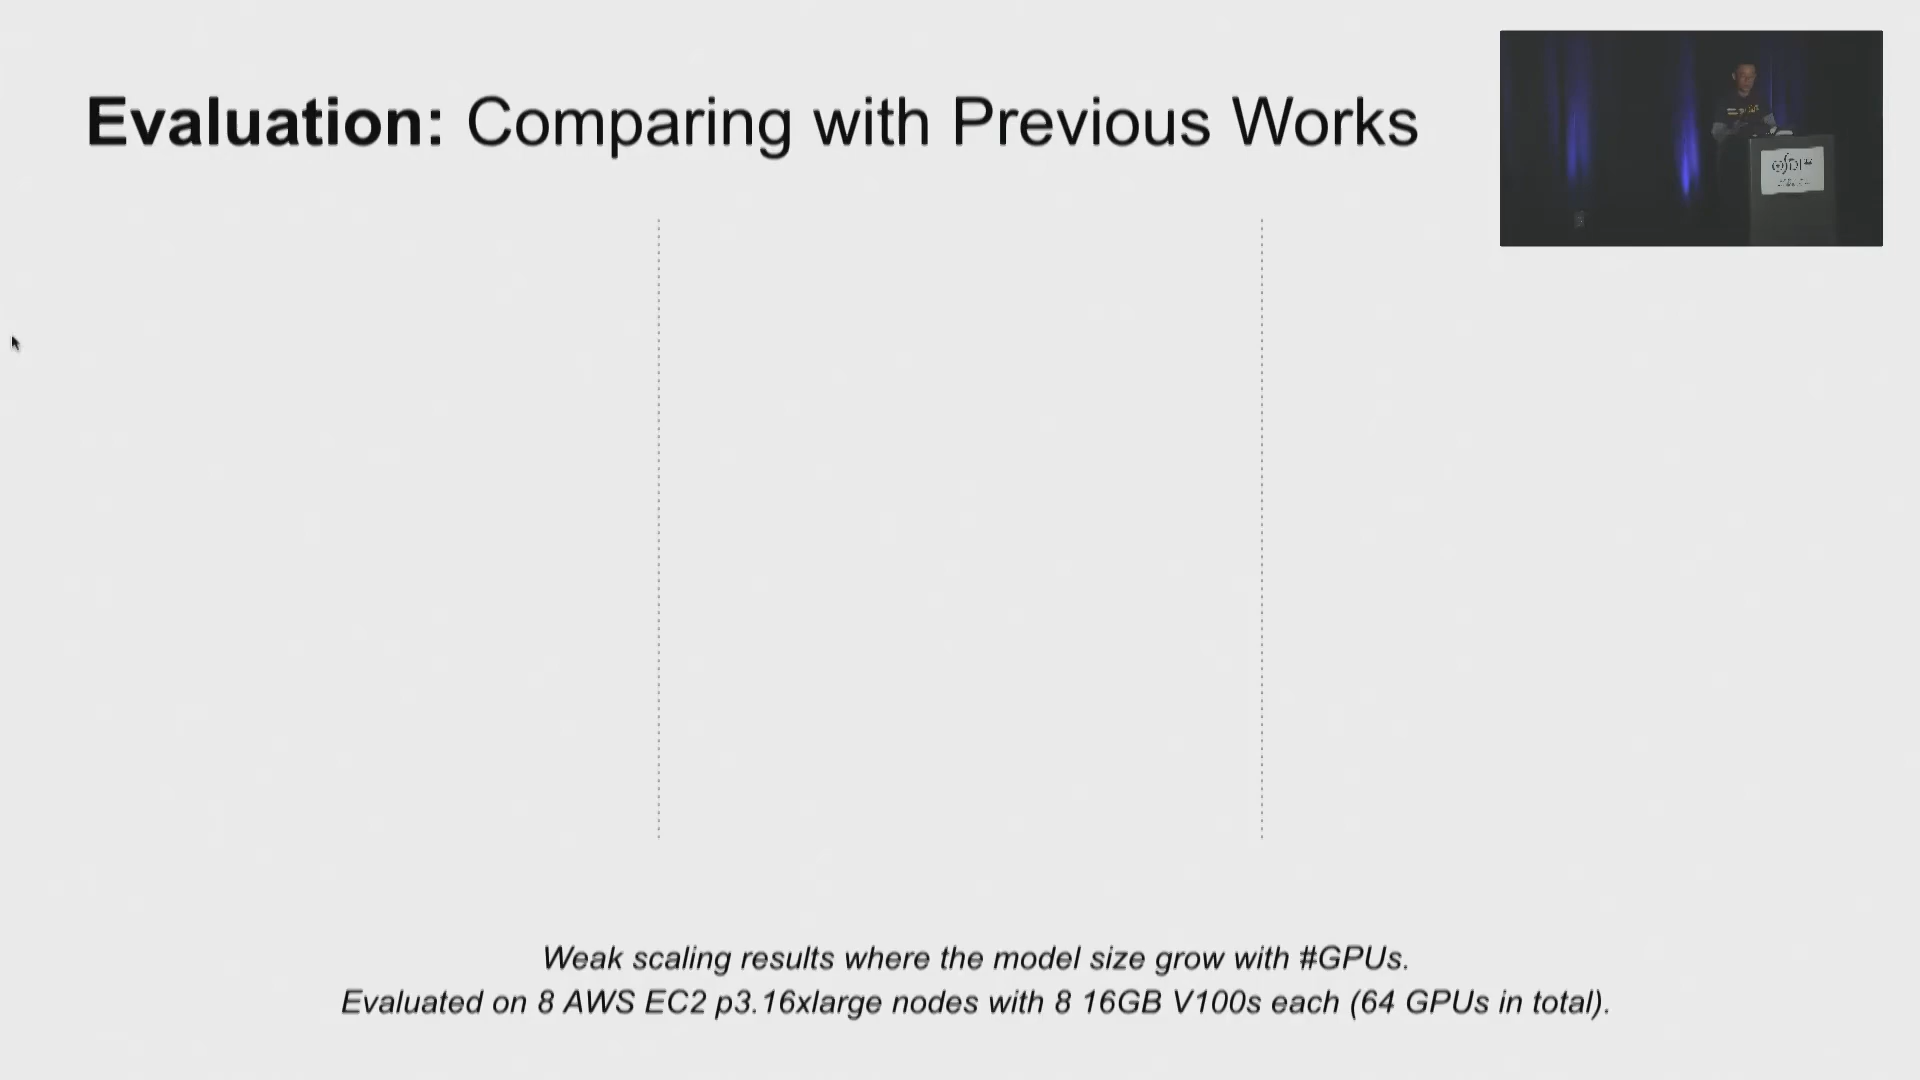 Evaluation: Comparing with Previous Works
Weak scaling results where the model size grow with #GPUs.
Evaluated on 8 AWS EC2 p3.16xlarge nodes with 8 16GB V100s each (64 GPUs in total).